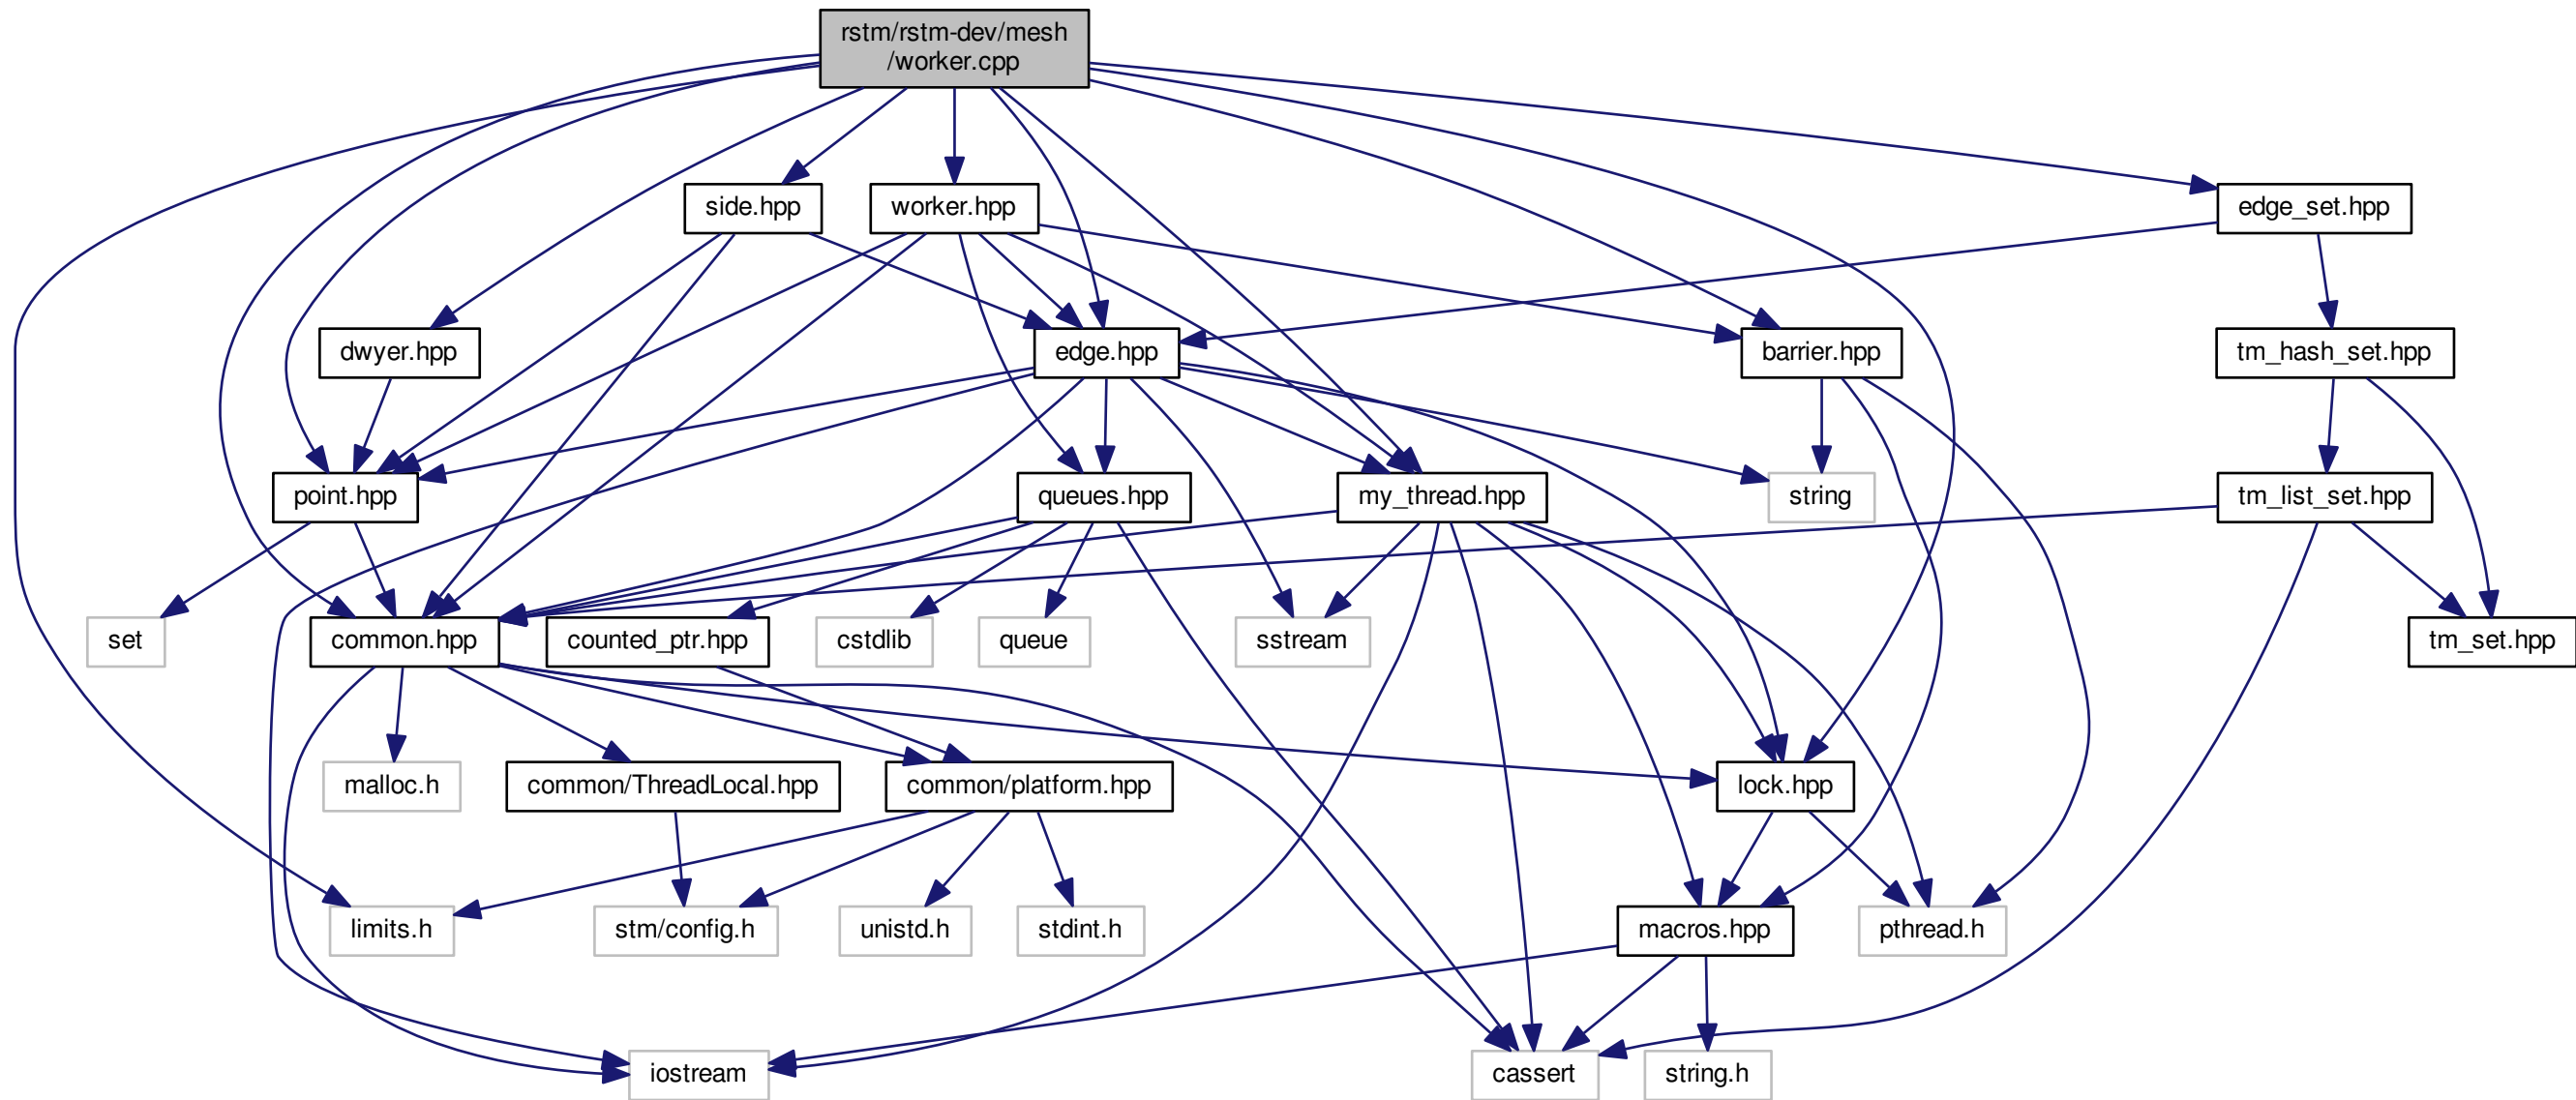 rstm/rstm-dev/mesh
/worker.cpp
side.hpp
worker.hpp
edge_set.hpp
dwyer.hpp
edge.hpp
barrier.hpp
tm_hash_set.hpp
point.hpp
queues.hpp
my_thread.hpp
string
tm_list_set.hpp
set
common.hpp
counted_ptr.hpp
cstdlib
queue
sstream
tm_set.hpp
malloc.h
common/ThreadLocal.hpp
common/platform.hpp
lock.hpp
limits.h
stm/config.h
unistd.h
stdint.h
macros.hpp
pthread.h
iostream
cassert
string.h